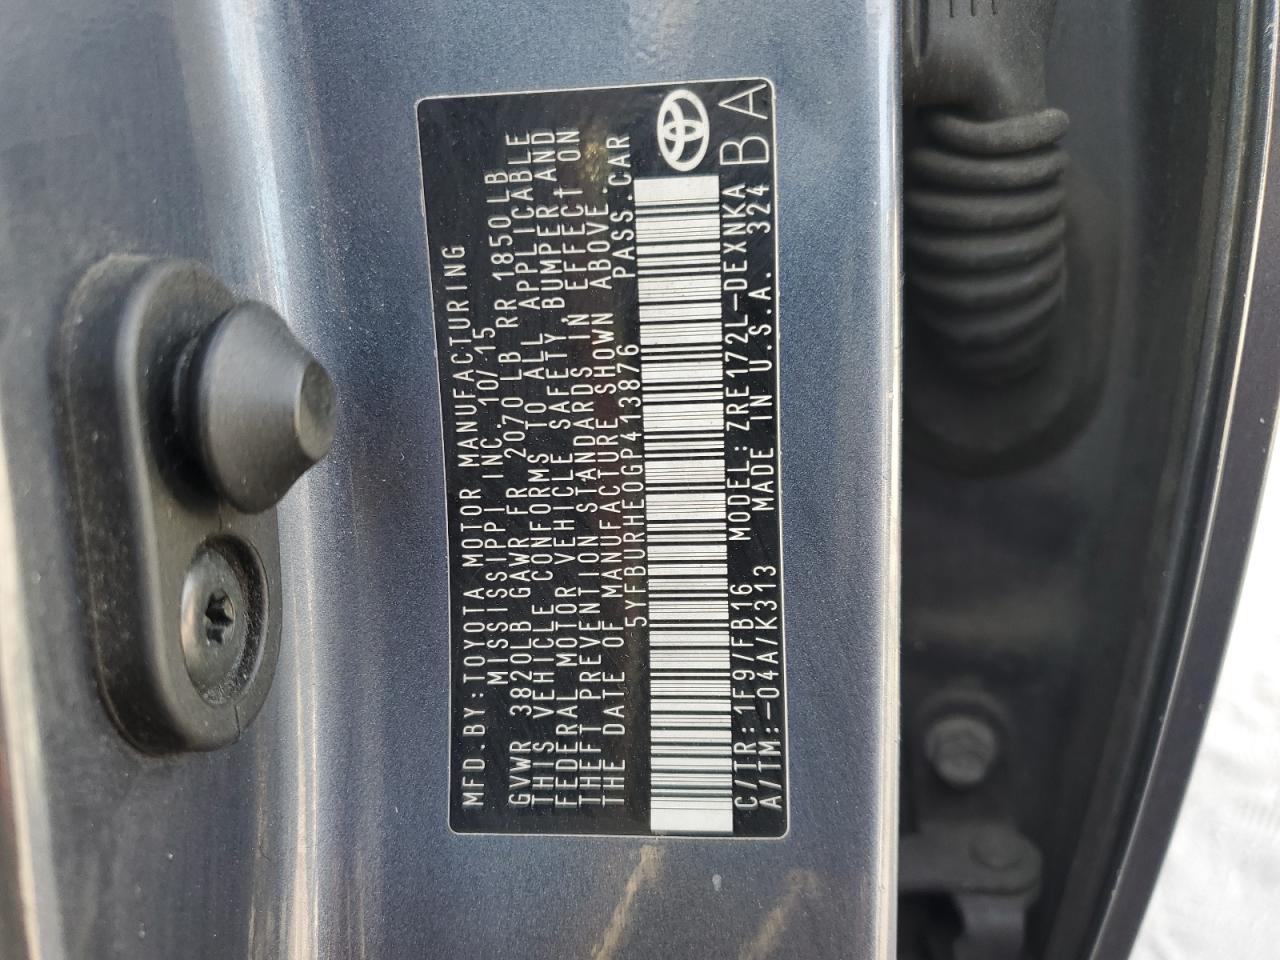 MFD.BY:TOYOTA MOTOR MANUFACTURING
MISSISSIPPI INC. 10/15
GVWR 3820LB GAWR FR 2070LB RR 1850LB
THIS VEHICLE CONFORMS TO ALL APPLICABLE
FEDERAL MOTOR VEHICLE SAFETY, BUMPER, AND
THEFT PREVENTION STANDARDS IN EFFECT ON
THE DATE OF MANUFACTURE SHOWN ABOVE.
5YFBURHE0GP413876 PASS.CAR
C/TR:1F9/FB16 MODEL:ZRE172L-DEXNKA
A/TM:-04A/K313 MADE IN U.S.A. 324
BA